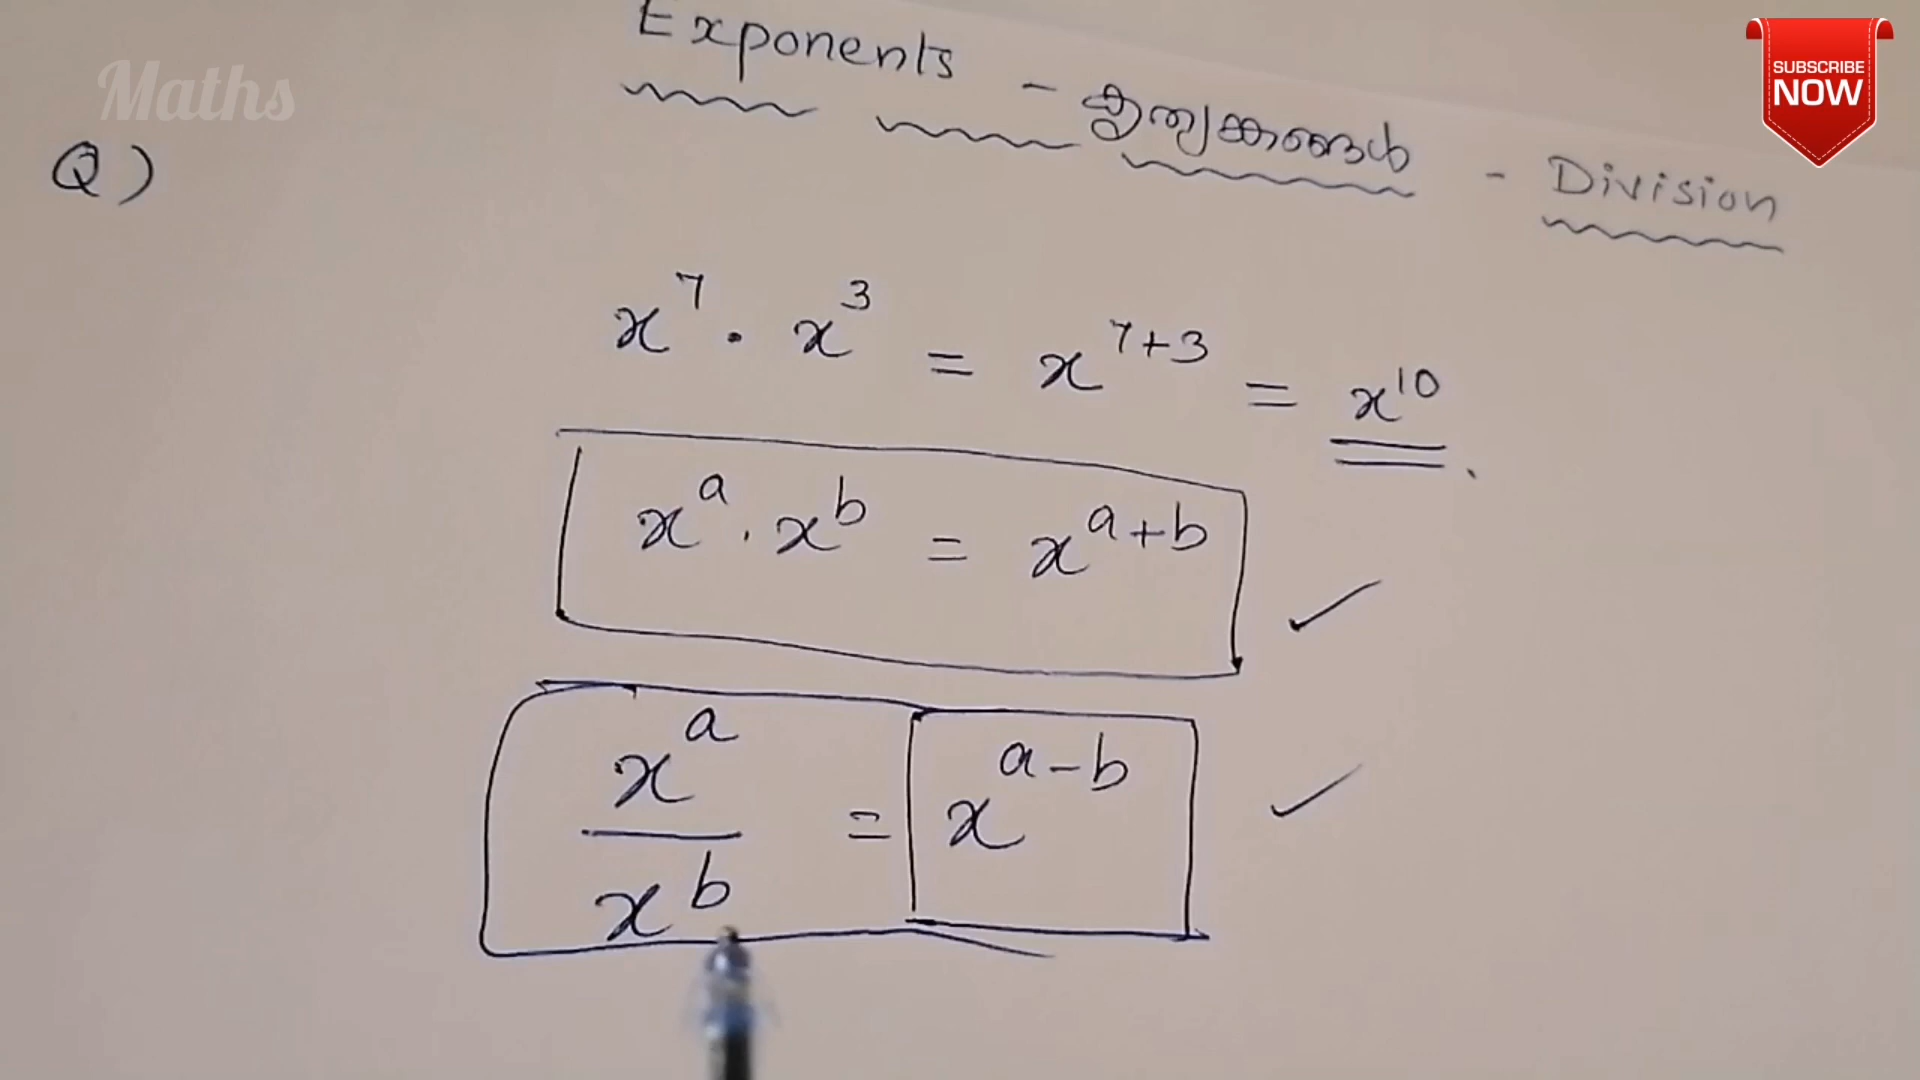 Exponents - കൃത്യങ്കങ്ങൾ - Division
Maths
SUBSCRIBE
NOW
Q)
x⁷ · x³ = x⁷⁺³ = x¹⁰.
xᵃ · xᵇ = xᵃ⁺ᵇ ✓
xᵃ/xᵇ = xᵃ⁻ᵇ ✓